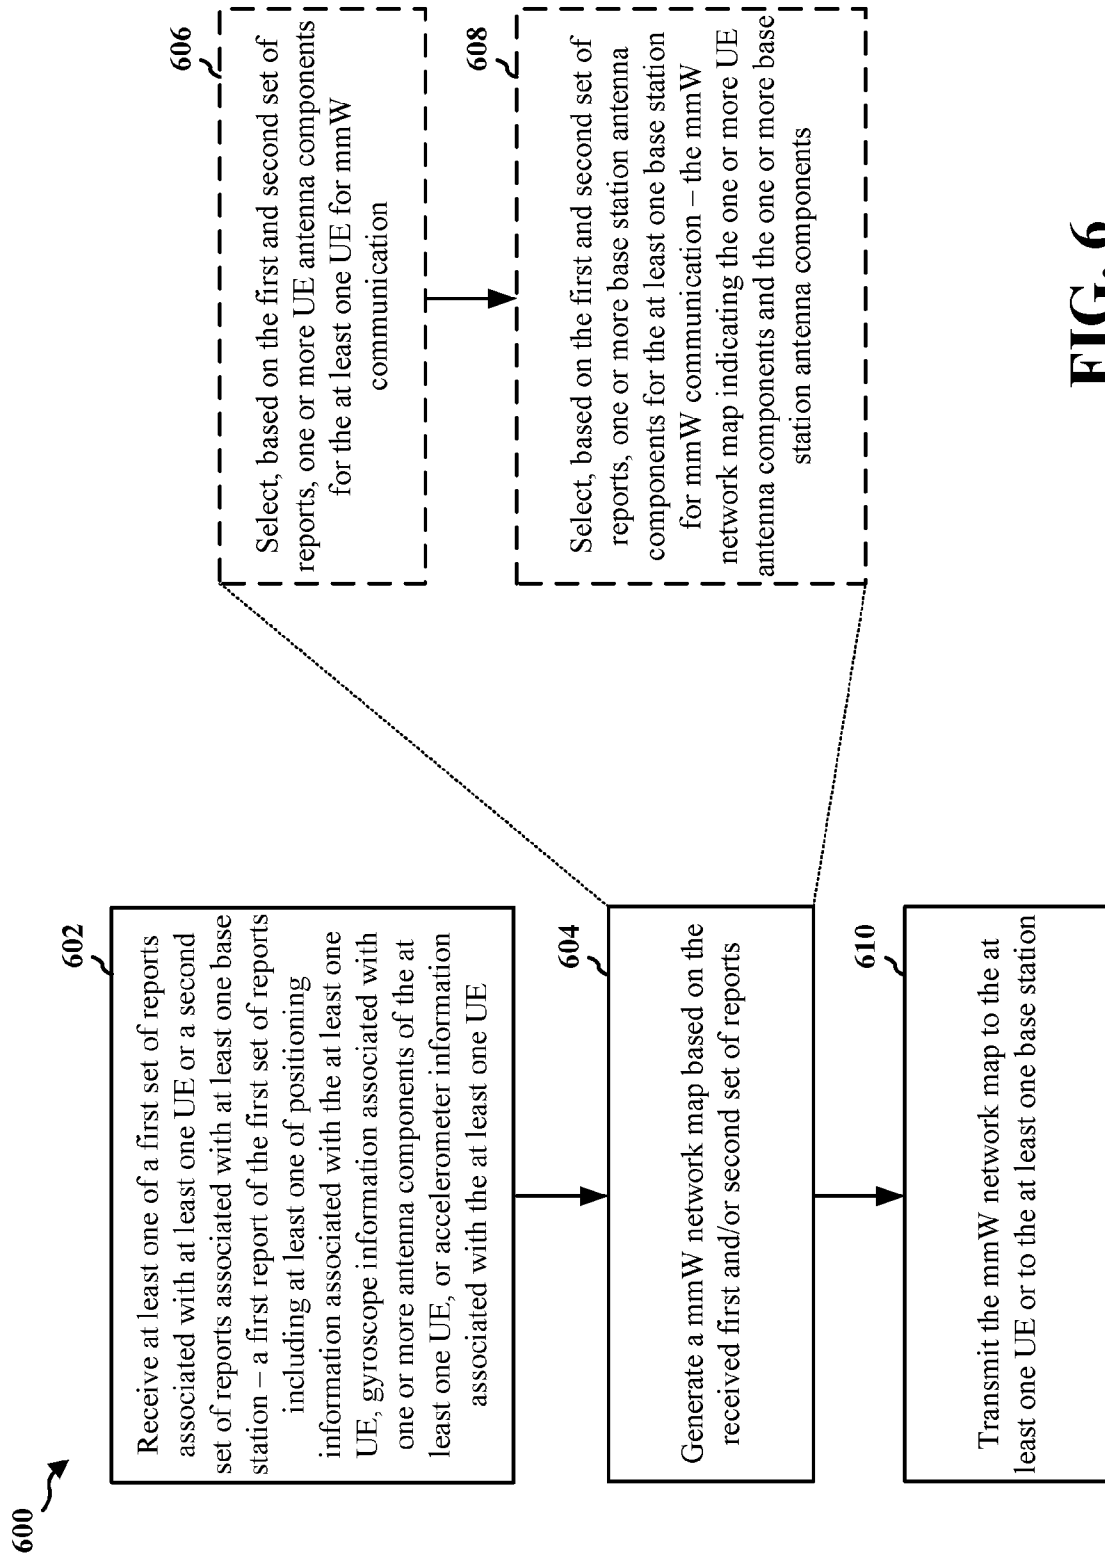 600
602
Receive at least one of a first set of reports
associated with at least one UE or a second
set of reports associated with at least one base
station – a first report of the first set of reports
including at least one of positioning
information associated with the at least one
UE, gyroscope information associated with
one or more antenna components of the at
least one UE, or accelerometer information
associated with the at least one UE
604
Generate a mmW network map based on the
received first and/or second set of reports
606
Select, based on the first and second set of
reports, one or more UE antenna components
for the at least one UE for mmW
communication
608
Select, based on the first and second set of
reports, one or more base station antenna
components for the at least one base station
for mmW communication – the mmW
network map indicating the one or more UE
antenna components and the one or more base
station antenna components
610
Transmit the mmW network map to the at
least one UE or to the at least one base station
FIG. 6